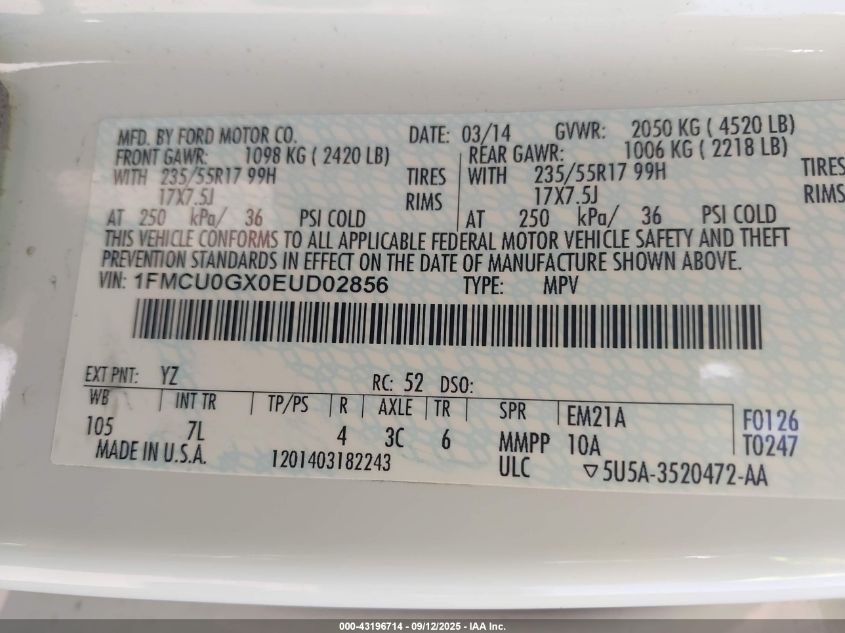 MFD. BY FORD MOTOR CO. DATE: 03/14 GVWR: 2050 KG ( 4520 LB)
FRONT GAWR: 1098 KG ( 2420 LB) REAR GAWR: 1006 KG ( 2218 LB)
WITH 235/55R17 99H TIRES WITH 235/55R17 99H TIRES
17X7.5J RIMS 17X7.5J RIMS
AT 250 kPa/ 36 PSI COLD AT 250 kPa/ 36 PSI COLD
THIS VEHICLE CONFORMS TO ALL APPLICABLE FEDERAL MOTOR VEHICLE SAFETY AND THEFT
PREVENTION STANDARDS IN EFFECT ON THE DATE OF MANUFACTURE SHOWN ABOVE.
VIN: 1FMCU0GX0EUD02856 TYPE: MPV
EXT PNT: YZ RC: 52 DSO:
WB INT TR TP/PS R AXLE TR SPR EM21A F0126
105 7L 4 3C 6 MMPP 10A T0247
MADE IN U.S.A. 1201403182243 ULC ▽5U5A-3520472-AA
000-43196714 - 09/12/2025 - IAA Inc.